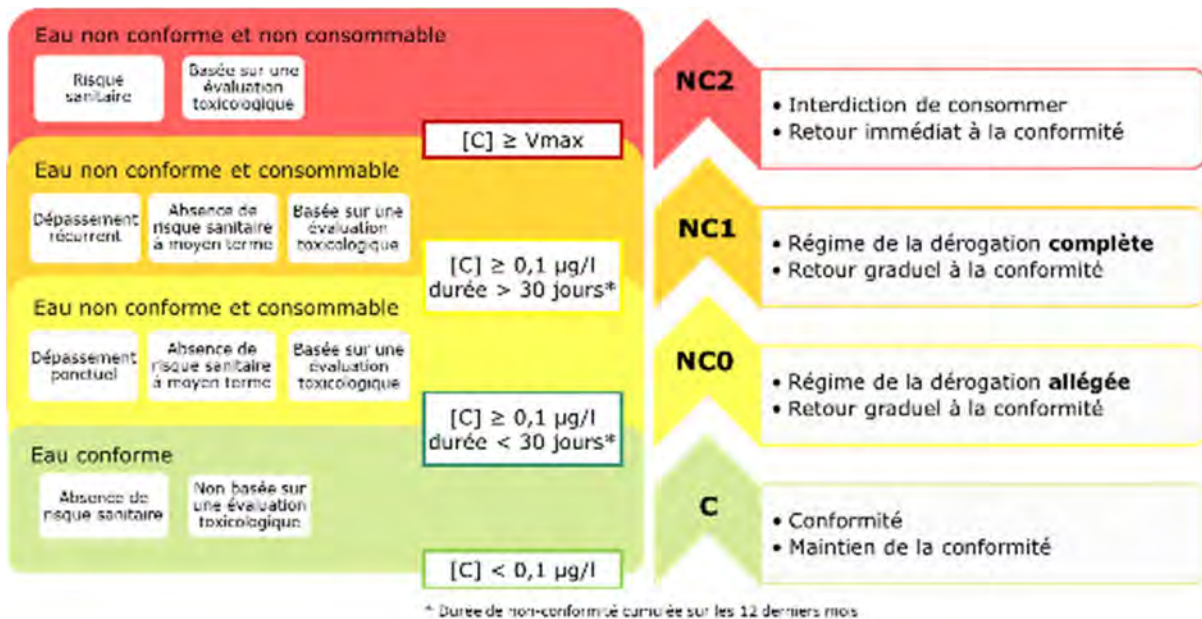 Eau non conforme et non consommable
Risque
sanitaire
Basée sur une
évaluation
toxicologique
[C] ≥ Vmax
NC2
• Interdiction de consommer
• Retour immédiat à la conformité
Eau non conforme et consommable
Dépassement
récurrent
Absence de
risque sanitaire
à moyen terme
Basée sur une
évaluation
toxicologique
[C] ≥ 0,1 µg/l
durée > 30 jours*
NC1
• Régime de la dérogation complète
• Retour graduel à la conformité
Eau non conforme et consommable
Dépassement
ponctuel
Absence de
risque sanitaire
à moyen terme
Basée sur une
évaluation
toxicologique
[C] ≥ 0,1 µg/l
durée < 30 jours*
NC0
• Régime de la dérogation allégée
• Retour graduel à la conformité
Eau conforme
Absence de
risque sanitaire
Non basée sur
une évaluation
toxicologique
[C] < 0,1 µg/l
C
• Conformité
• Maintien de la conformité
* Durée de non-conformité cumulée sur les 12 derniers mois